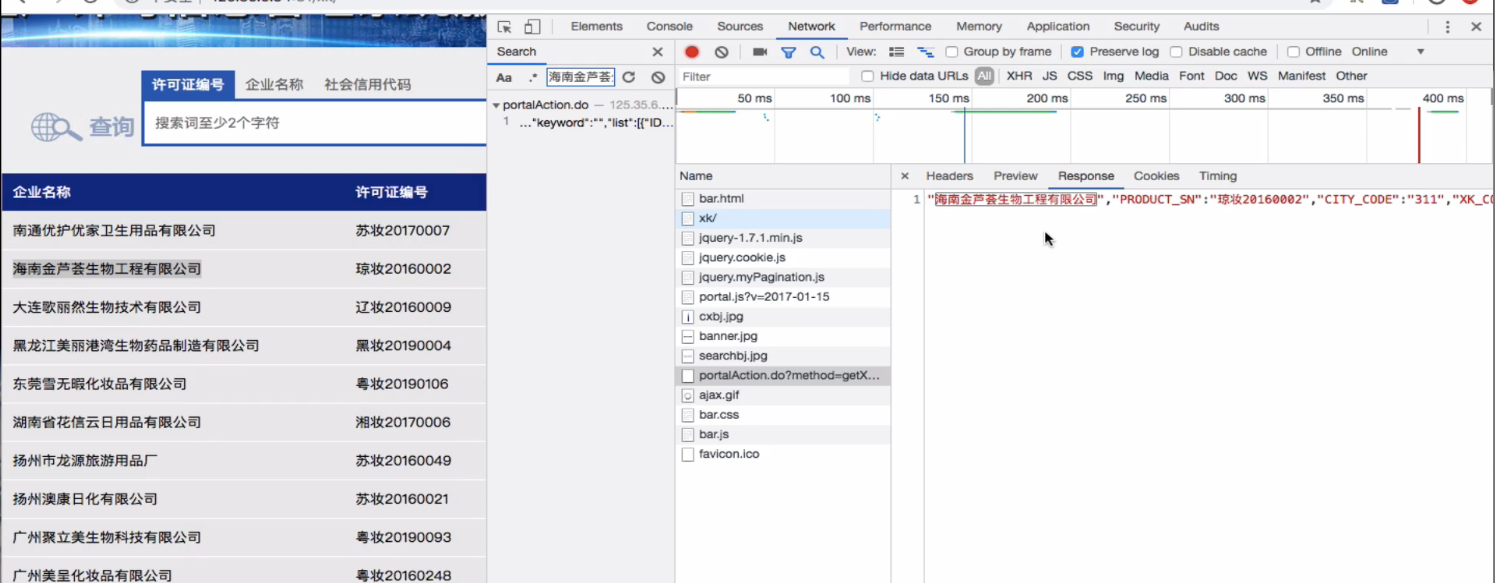 Elements Console Sources Network Performance Memory Application Security Audits
Search
View: Group by frame Preserve log Disable cache Offline Online
Aa .* 海南金芦荟
Filter Hide data URLs All XHR JS CSS Img Media Font Doc WS Manifest Other
50 ms 100 ms 150 ms 200 ms 250 ms 300 ms 350 ms 400 ms
portalAction.do — 125.35.6....
1 ..."keyword":"","list":[{"ID...
许可证编号 企业名称 社会信用代码
查询 搜索词至少2个字符
企业名称 许可证编号
南通优护优家卫生用品有限公司 苏妆20170007
海南金芦荟生物工程有限公司 琼妆20160002
大连歌丽然生物技术有限公司 辽妆20160009
黑龙江美丽港湾生物药品制造有限公司 黑妆20190004
东莞雪无暇化妆品有限公司 粤妆20190106
湖南省花信云日用品有限公司 湘妆20170006
扬州市龙源旅游用品厂 苏妆20160049
扬州澳康日化有限公司 苏妆20160021
广州聚立美生物科技有限公司 粤妆20190093
广州美呈化妆品有限公司 粤妆20160248
Name
bar.html
xk/
jquery-1.7.1.min.js
jquery.cookie.js
jquery.myPagination.js
portal.js?v=2017-01-15
cxbj.jpg
banner.jpg
searchbj.jpg
portalAction.do?method=getX...
ajax.gif
bar.css
bar.js
favicon.ico
Headers Preview Response Cookies Timing
1 "海南金芦荟生物工程有限公司","PRODUCT_SN":"琼妆20160002","CITY_CODE":"311","XK_CO